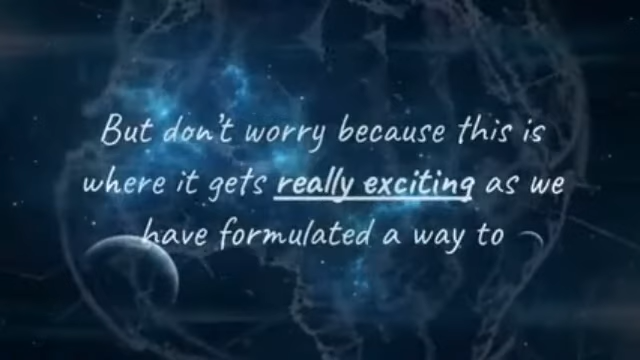 But don't worry because this is
where it gets really exciting as we
have formulated a way to